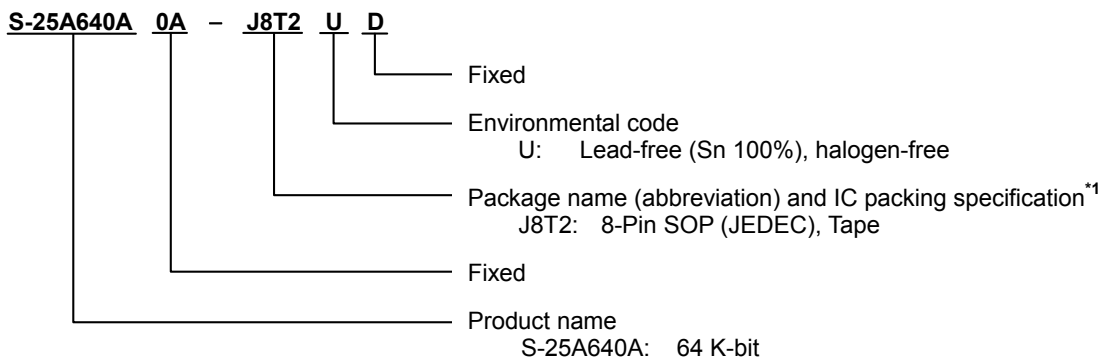 S-25A640A 0A – J8T2 U D
Fixed
Environmental code
U: Lead-free (Sn 100%), halogen-free
Package name (abbreviation) and IC packing specification*1
J8T2: 8-Pin SOP (JEDEC), Tape
Fixed
Product name
S-25A640A: 64 K-bit